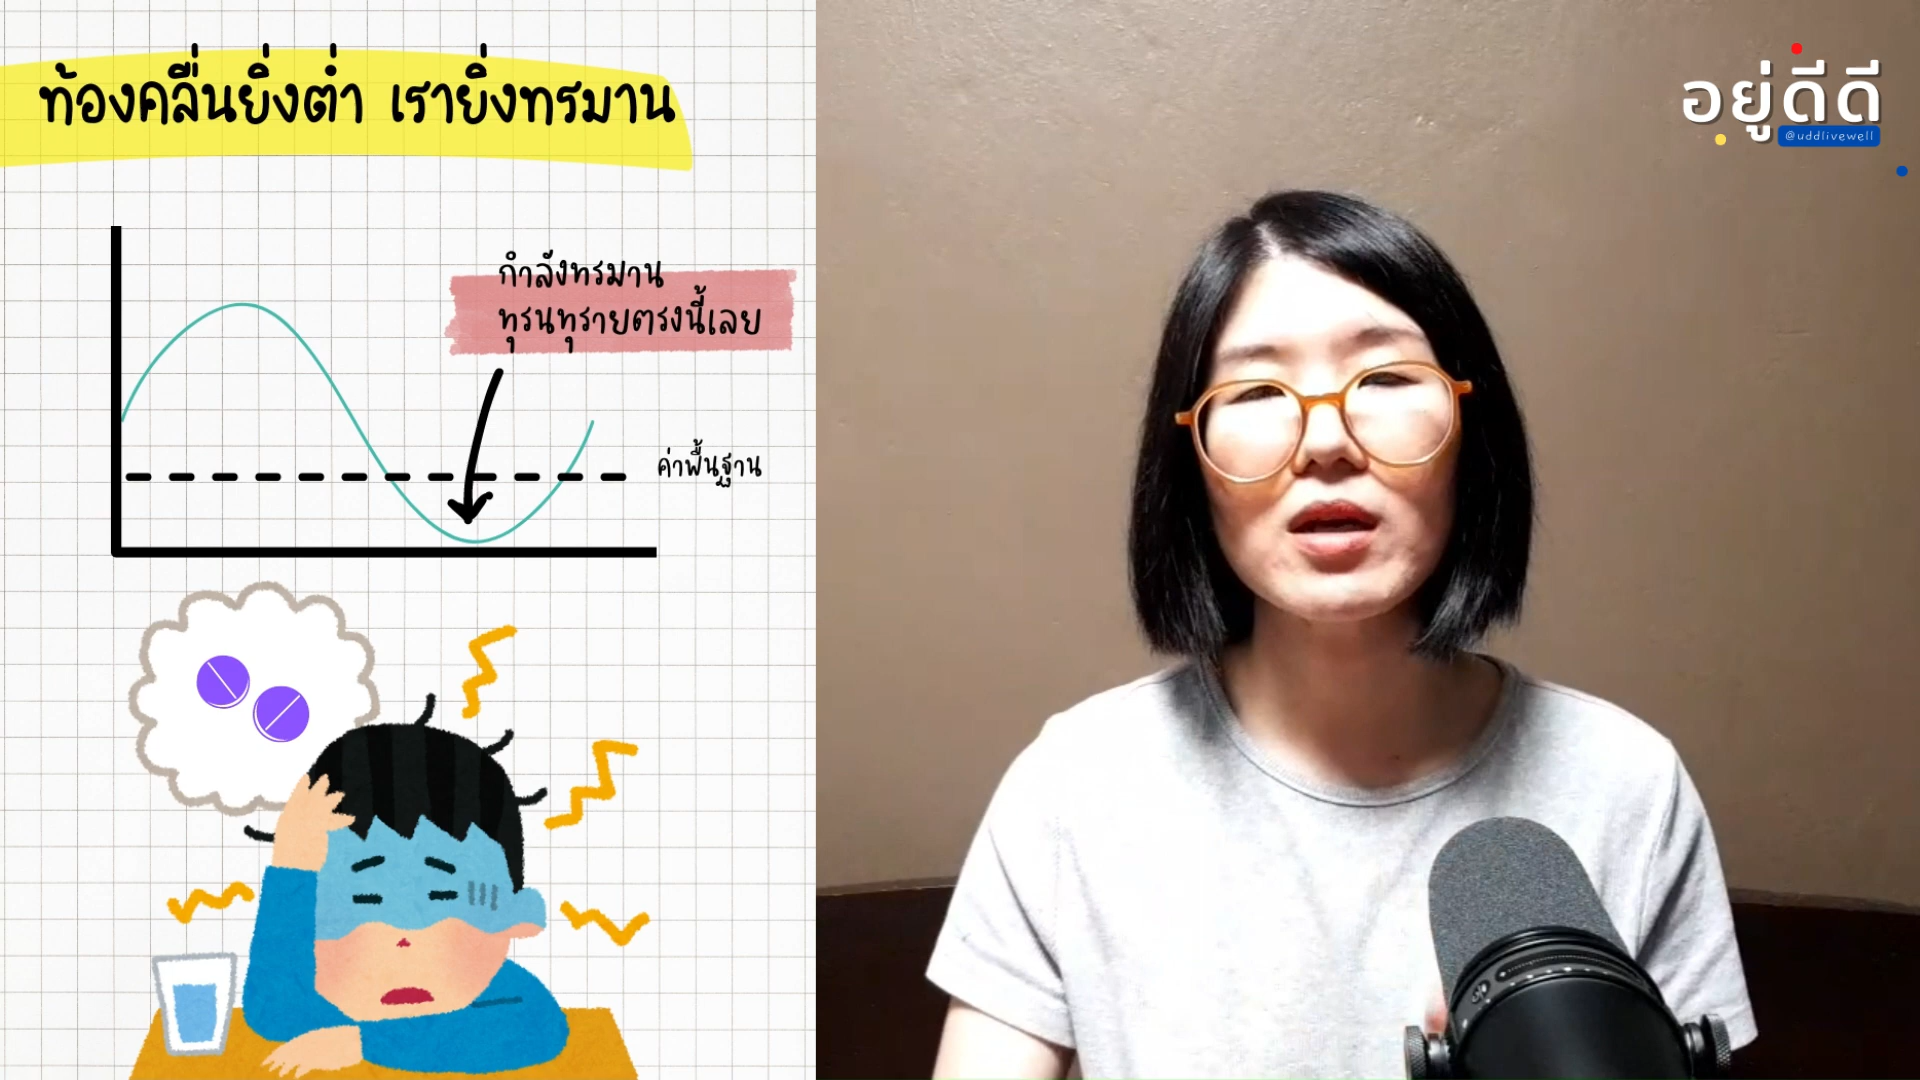 ท้องคลื่นยิ่งต่ำ เรายิ่งทรมาน
กำลังทรมาน
ทุรนทุรายตรงนี้เลย
ค่าพื้นฐาน
อยู่ดีดี
@uddlivewell